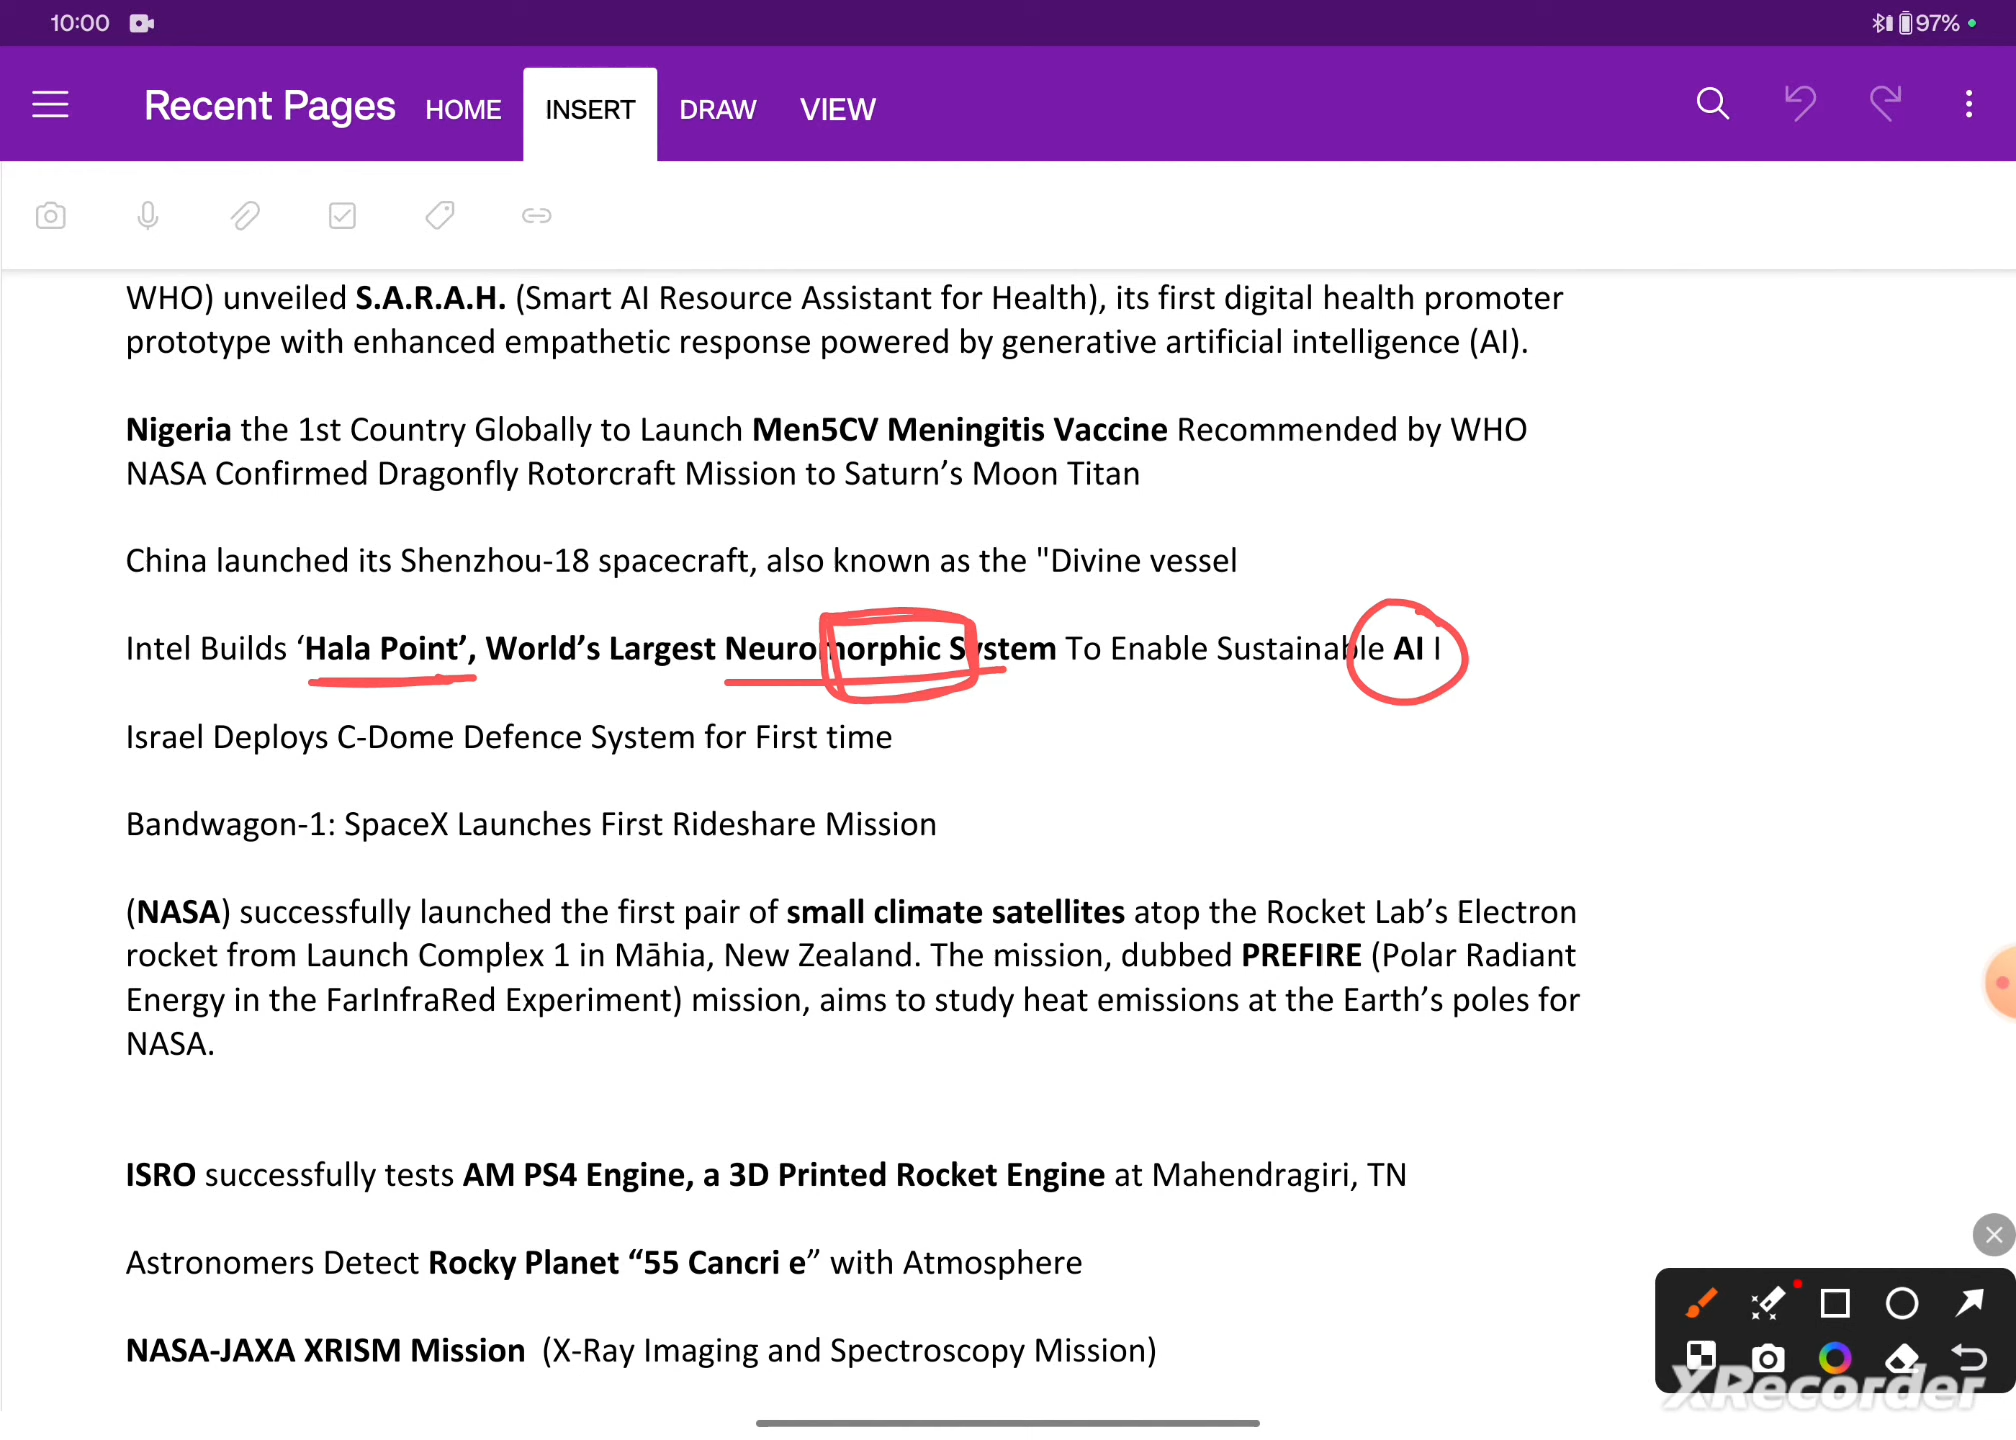 10:00
97%
Recent Pages HOME INSERT DRAW VIEW
WHO) unveiled S.A.R.A.H. (Smart AI Resource Assistant for Health), its first digital health promoter
prototype with enhanced empathetic response powered by generative artificial intelligence (AI).
Nigeria the 1st Country Globally to Launch Men5CV Meningitis Vaccine Recommended by WHO
NASA Confirmed Dragonfly Rotorcraft Mission to Saturn’s Moon Titan
China launched its Shenzhou-18 spacecraft, also known as the "Divine vessel
Intel Builds ‘Hala Point’, World’s Largest Neuromorphic System To Enable Sustainable AI I
Israel Deploys C-Dome Defence System for First time
Bandwagon-1: SpaceX Launches First Rideshare Mission
(NASA) successfully launched the first pair of small climate satellites atop the Rocket Lab’s Electron
rocket from Launch Complex 1 in Māhia, New Zealand. The mission, dubbed PREFIRE (Polar Radiant
Energy in the FarInfraRed Experiment) mission, aims to study heat emissions at the Earth’s poles for
NASA.
ISRO successfully tests AM PS4 Engine, a 3D Printed Rocket Engine at Mahendragiri, TN
Astronomers Detect Rocky Planet “55 Cancri e” with Atmosphere
NASA-JAXA XRISM Mission (X-Ray Imaging and Spectroscopy Mission)
XRecorder